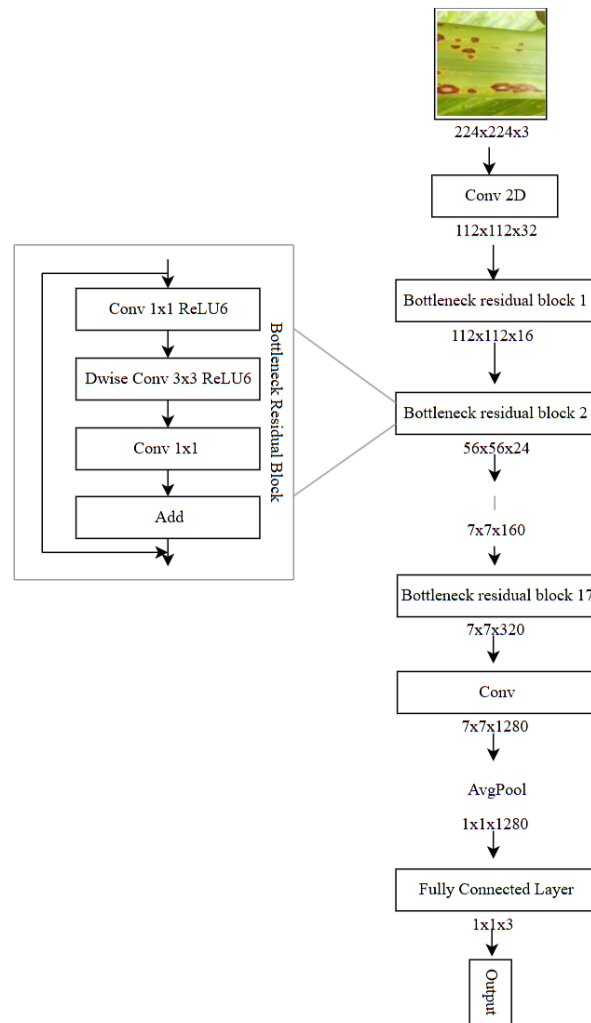 224x224x3
Conv 2D
112x112x32
Bottleneck residual block 1
112x112x16
Bottleneck residual block 2
56x56x24
7x7x160
Bottleneck residual block 17
7x7x320
Conv
7x7x1280
AvgPool
1x1x1280
Fully Connected Layer
1x1x3
Output
Conv 1x1 ReLU6
Dwise Conv 3x3 ReLU6
Conv 1x1
Add
Bottleneck Residual Block